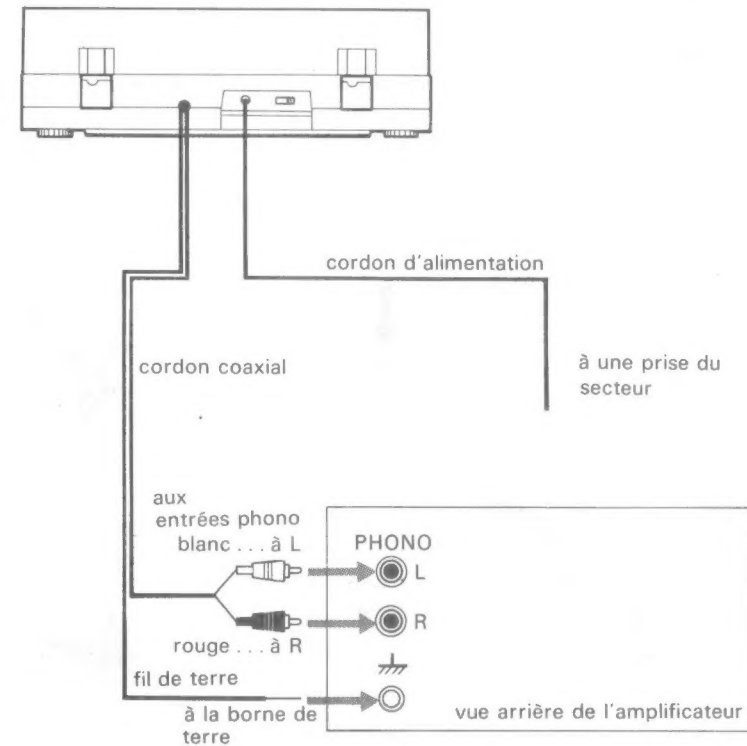 cordon d'alimentation
cordon coaxial
à une prise du
secteur
aux
entrées phono
blanc . . . à L
PHONO
L
R
rouge . . . à R
fil de terre
à la borne de
terre
vue arrière de l'amplificateur